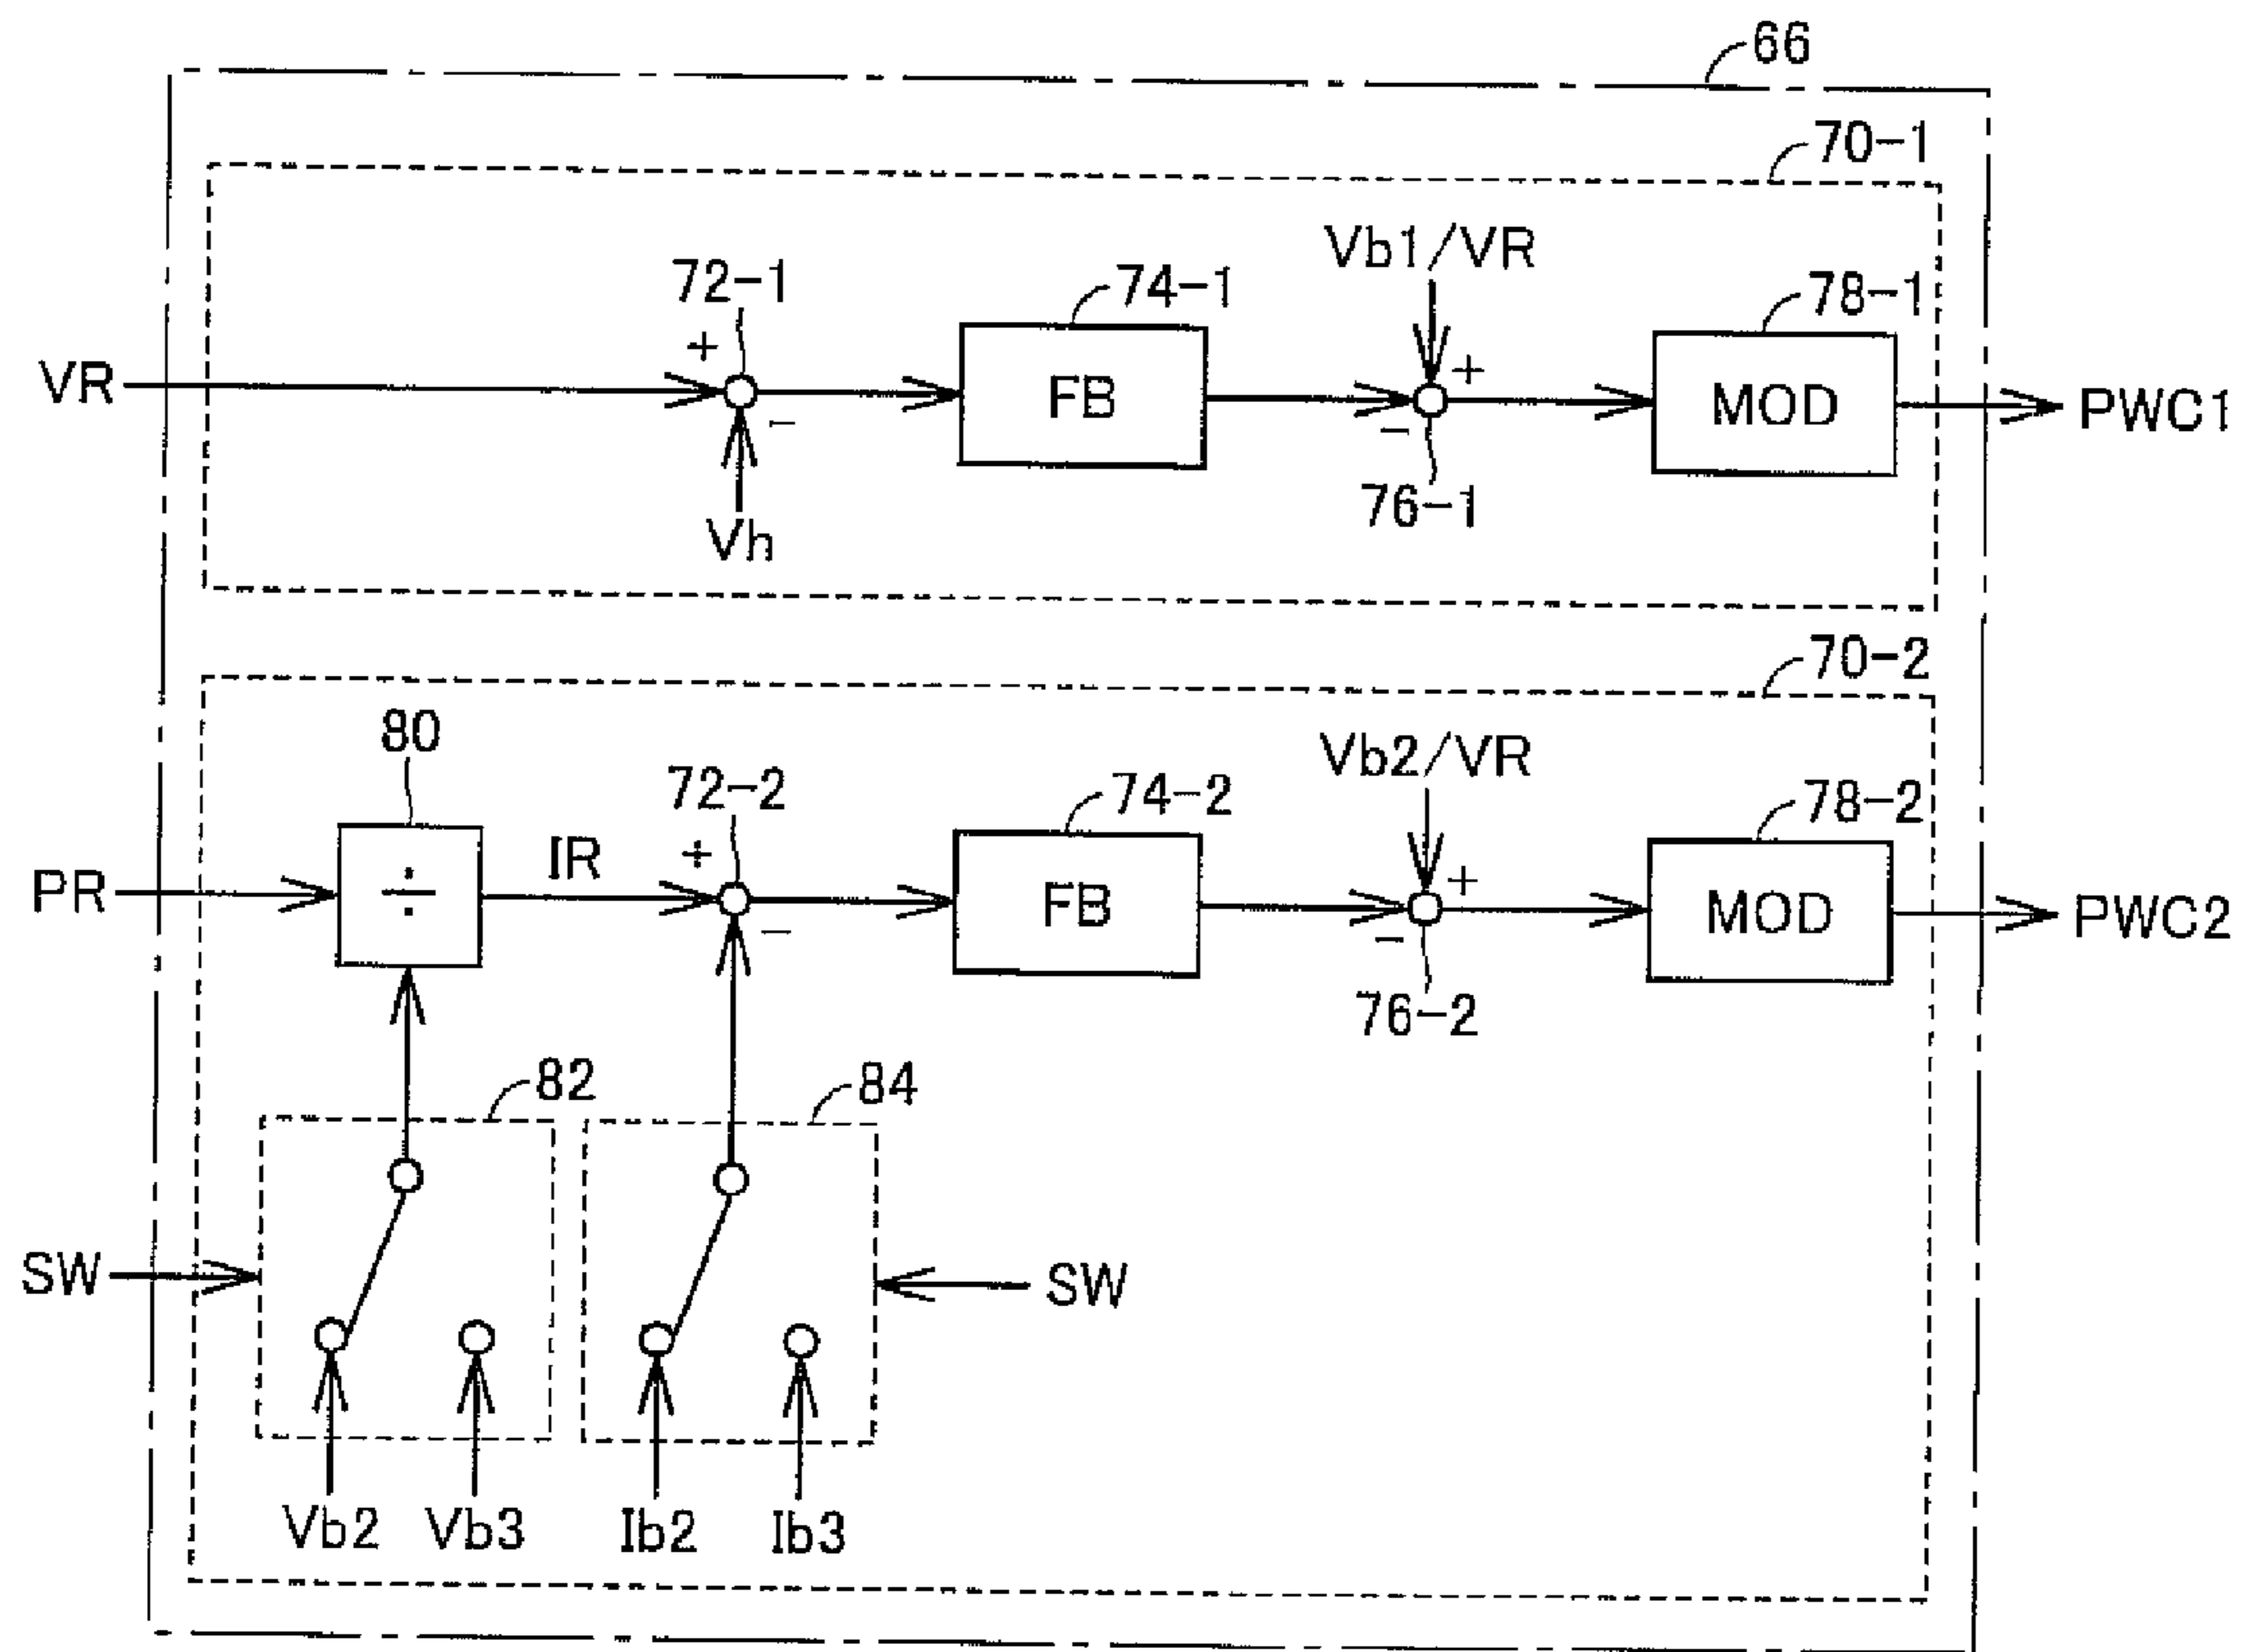 66
70-1
Vb1/VR
72-1
74-1
78-1
+
+
VR
FB
MOD
PWC1
-
-
76-1
Vh
70-2
80
Vb2/VR
72-2
74-2
78-2
IR
+
+
PR
÷
FB
MOD
PWC2
-
-
76-2
82
84
SW
SW
Vb2
Vb3
Ib2
Ib3